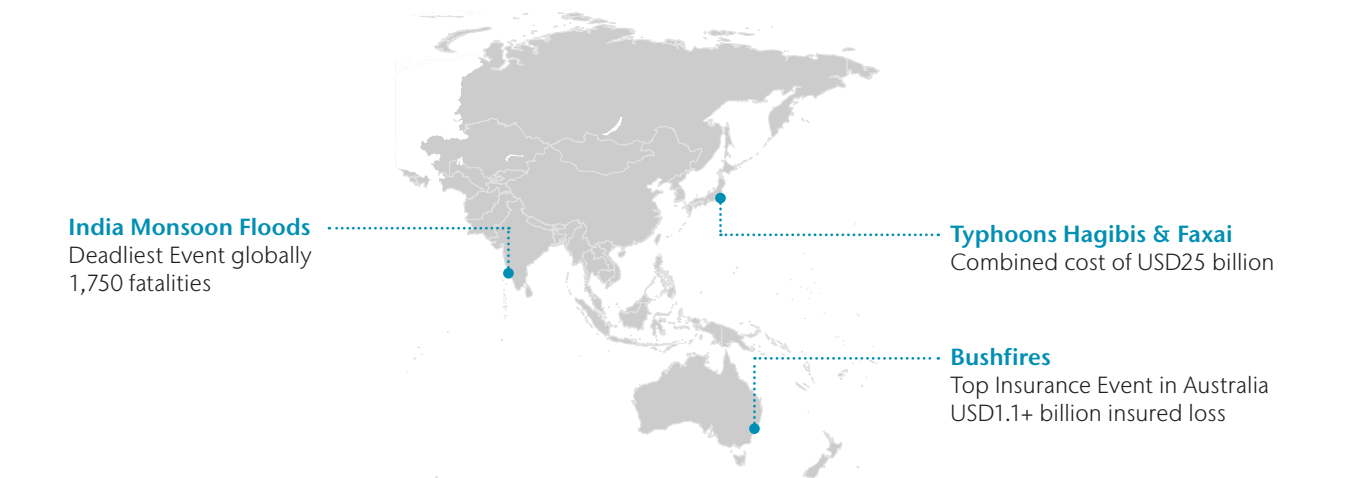 India Monsoon Floods
Deadliest Event globally
1,750 fatalities
Typhoons Hagibis & Faxai
Combined cost of USD25 billion
Bushfires
Top Insurance Event in Australia
USD1.1+ billion insured loss